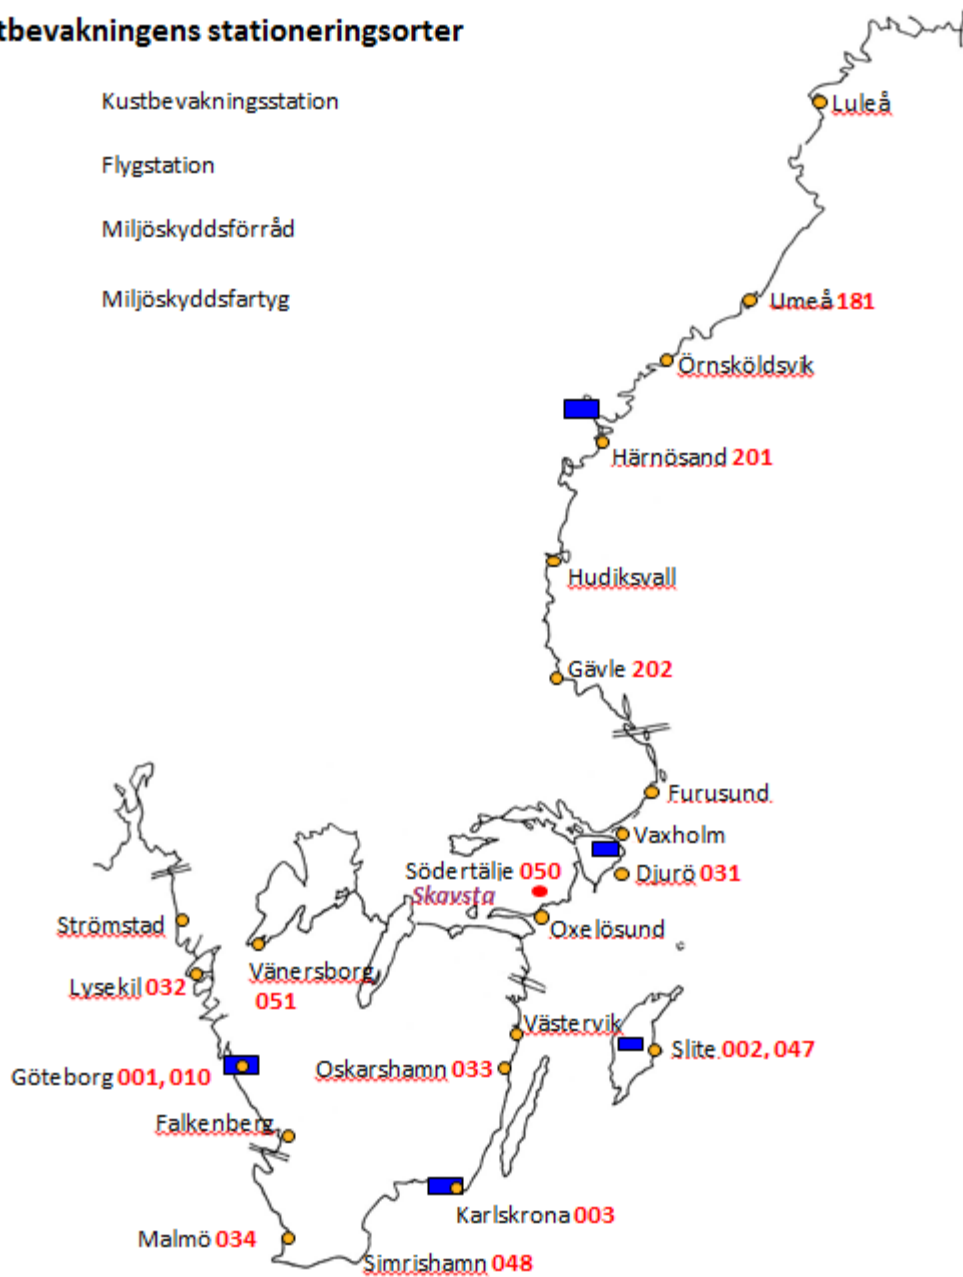 tbevakningens stationeringsorter
Kustbevakningsstation
Flygstation
Miljöskyddsförråd
Miljöskyddsfartyg
Luleå
Umeå 181
Örnsköldsvik
Härnösand 201
Hudiksvall
Gävle 202
Furusund
Vaxholm
Södertälje 050
Djurö 031
Skavsta
Strömstad
Oxelösund
Vänersborg
051
Lysekil 032
Västervik
Slite 002, 047
Oskarshamn 033
Göteborg 001, 010
Falkenberg
Karlskrona 003
Malmö 034
Simrishamn 048